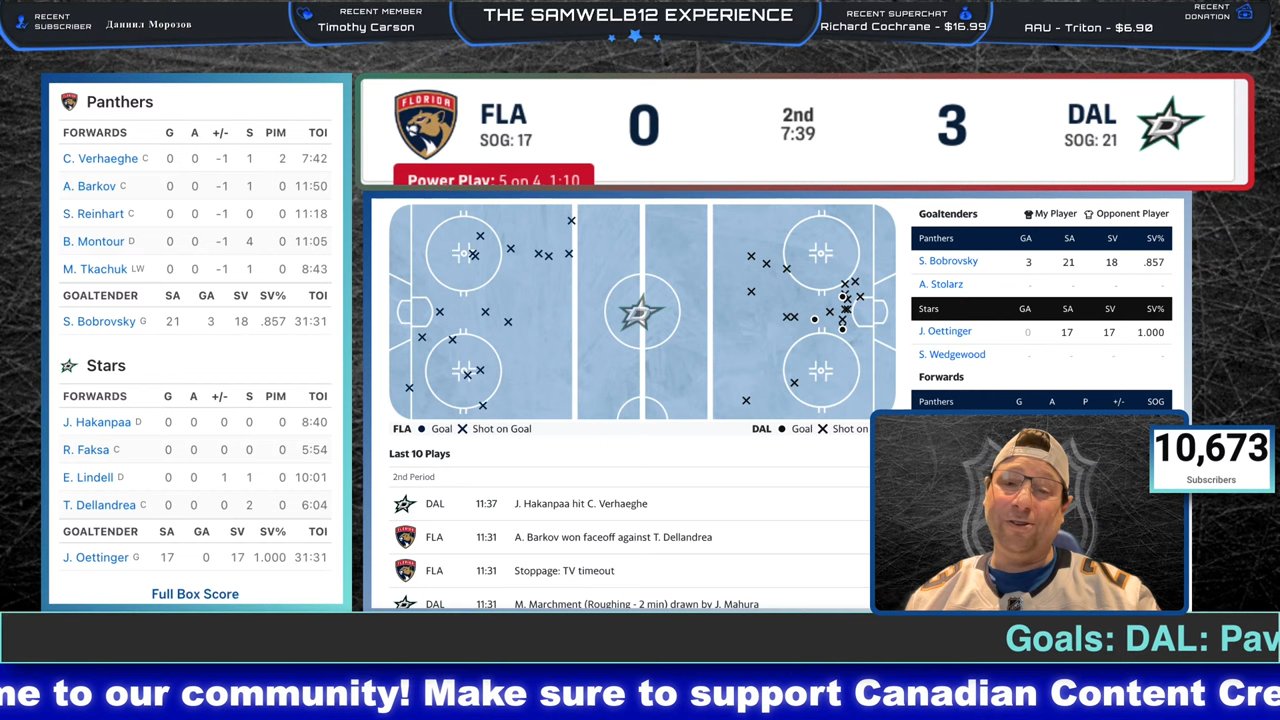 RECENT SUBSCRIBER
Даниил Морозов
RECENT MEMBER
Timothy Carson
THE SAMWELB12 EXPERIENCE
RECENT SUPERCHAT
Richard Cochrane - $16.99
RECENT DONATION
AAU - Triton - $6.90
Panthers
FORWARDS G A +/- S PIM TOI
C. Verhaeghe C 0 0 -1 1 2 7:42
A. Barkov C 0 0 -1 1 0 11:50
S. Reinhart C 0 0 -1 0 0 11:18
B. Montour D 0 0 -1 4 0 11:05
M. Tkachuk LW 0 0 -1 1 0 8:43
GOALTENDER SA GA SV SV% TOI
S. Bobrovsky G 21 3 18 .857 31:31
Stars
FORWARDS G A +/- S PIM TOI
J. Hakanpaa D 0 0 0 0 0 8:40
R. Faksa C 0 0 0 0 0 5:54
E. Lindell D 0 0 1 1 0 10:01
T. Dellandrea C 0 0 0 2 0 6:04
GOALTENDER SA GA SV SV% TOI
J. Oettinger G 17 0 17 1.000 31:31
Full Box Score
FLORIDA
FLA
SOG: 17
0
2nd
7:39
3
DAL
SOG: 21
D
Power Play: 5 on 4, 1:10
D
FLA Goal Shot on Goal
DAL Goal Shot on
Last 10 Plays
2nd Period
DAL 11:37 J. Hakanpaa hit C. Verhaeghe
FLA 11:31 A. Barkov won faceoff against T. Dellandrea
FLA 11:31 Stoppage: TV timeout
DAL 11:31 M. Marchment (Roughing - 2 min) drawn by J. Mahura
Goaltenders My Player Opponent Player
Panthers GA SA SV SV%
S. Bobrovsky 3 21 18 .857
A. Stolarz - - - -
Stars GA SA SV SV%
J. Oettinger 0 17 17 1.000
S. Wedgewood - - - -
Forwards
Panthers G A P +/- SOG
10,673
Subscribers
Goals: DAL: Pav
me to our community! Make sure to support Canadian Content Cre